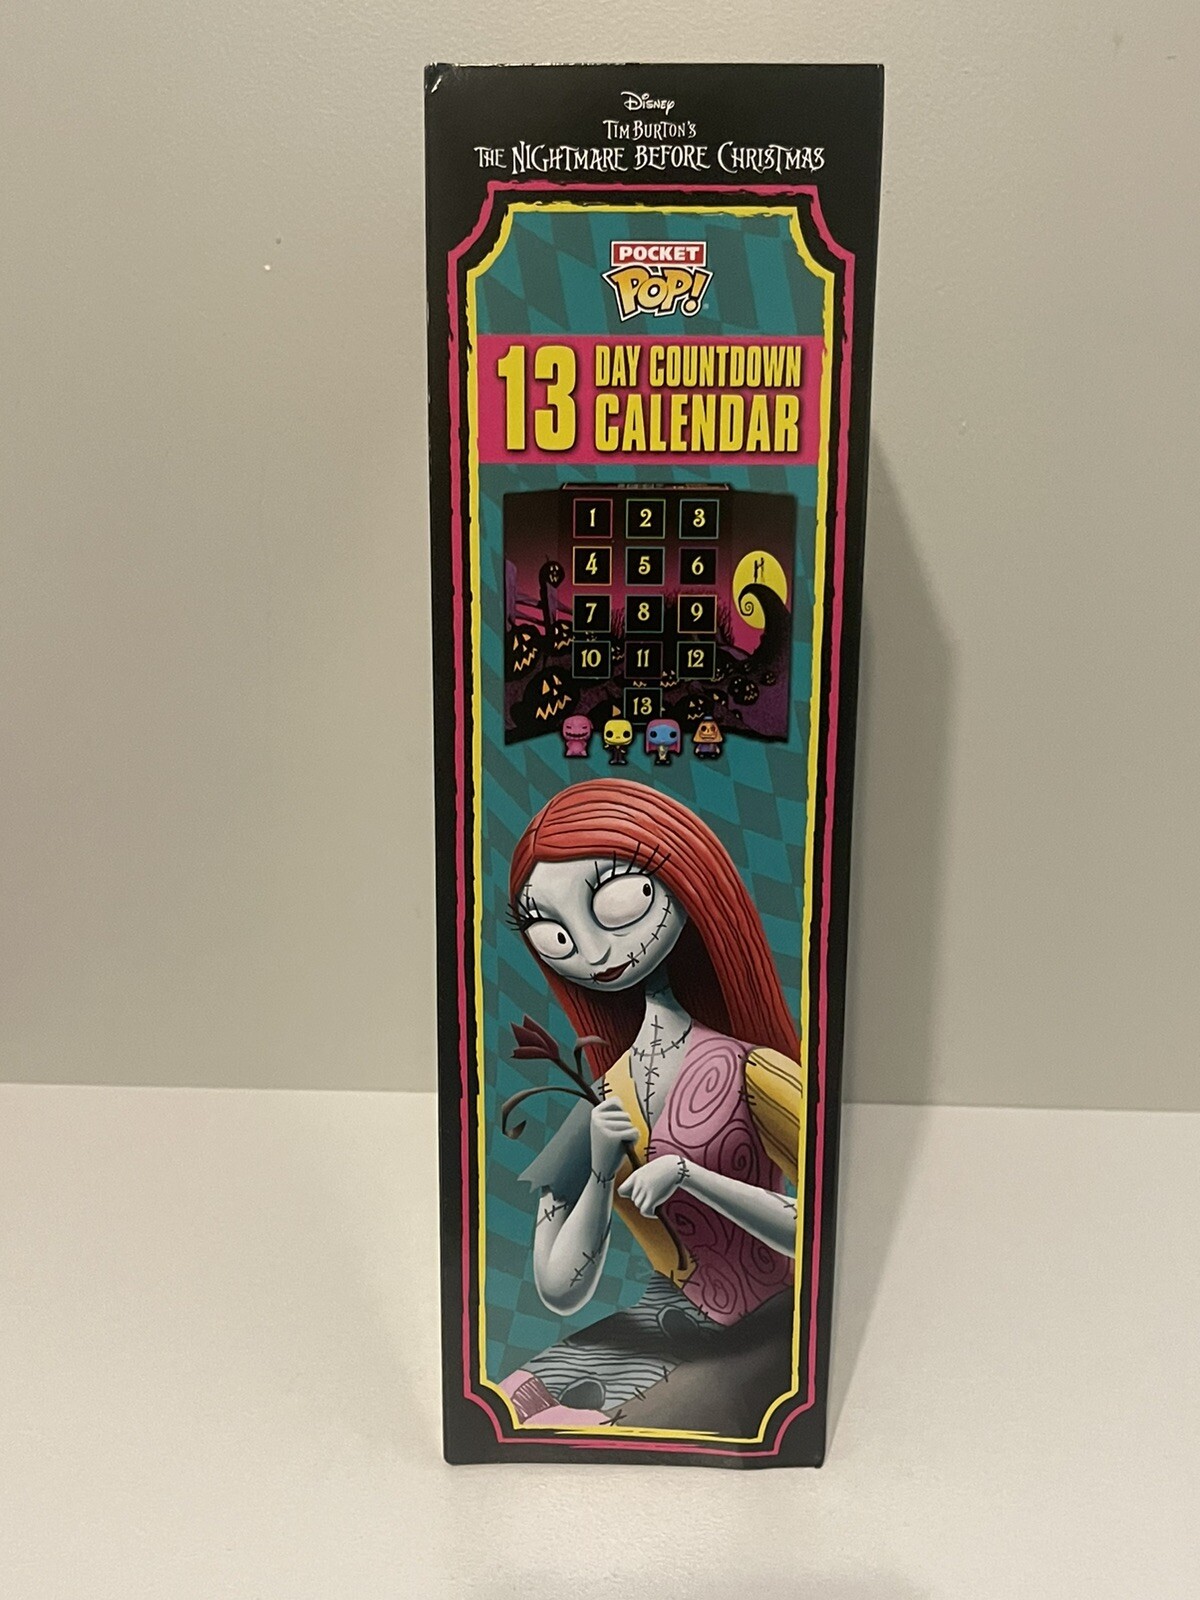 Disney
Tim Burton's
The Nightmare Before Christmas
POCKET
POP!
13 DAY COUNTDOWN
CALENDAR
1 2 3
4 5 6
7 8 9
10 11 12
13